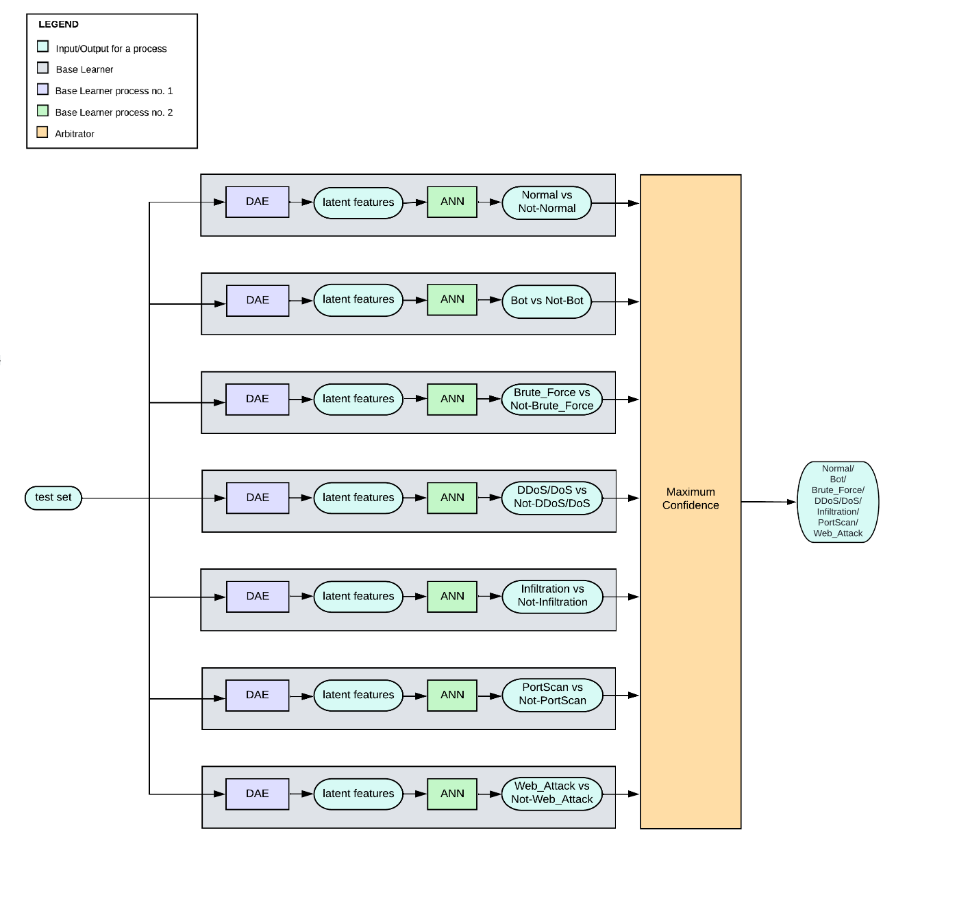 LEGEND
Input/Output for a process
Base Learner
Base Learner process no. 1
Base Learner process no. 2
Arbitrator
DAE
latent features
ANN
Normal vs
Not-Normal
DAE
latent features
ANN
Bot vs Not-Bot
DAE
latent features
ANN
Brute_Force vs
Not-Brute_Force
test set
DAE
latent features
ANN
DDoS/DoS vs
Not-DDoS/DoS
DAE
latent features
ANN
Infiltration vs
Not-Infiltration
DAE
latent features
ANN
PortScan vs
Not-PortScan
DAE
latent features
ANN
Web_Attack vs
Not-Web_Attack
Maximum
Confidence
Normal/
Bot/
Brute_Force/
DDoS/DoS/
Infiltration/
PortScan/
Web_Attack